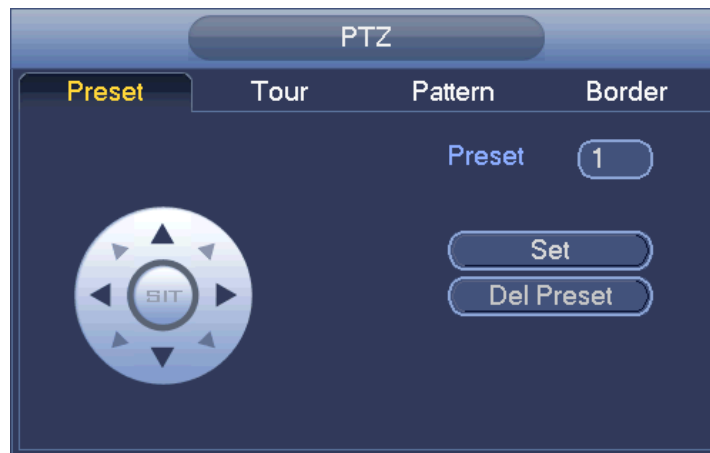 PTZ
Preset Tour Pattern Border
Preset 1
SIT
Set
Del Preset